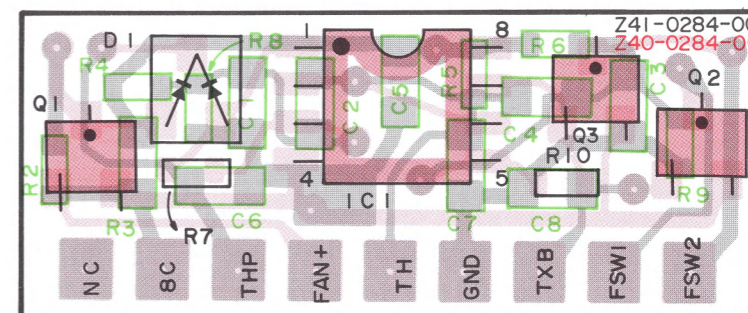 Z41-0284-00
Z40-0284-0
D1
1
8
R8
R6
R4
Q1
C1
C2
C5
R5
C4
C3
Q2
Q3
R10
R2
R3
4
5
IC1
R7
C6
C7
C8
R9
NC
8C
THP
FAN+
TH
GND
TXB
FSW1
FSW2